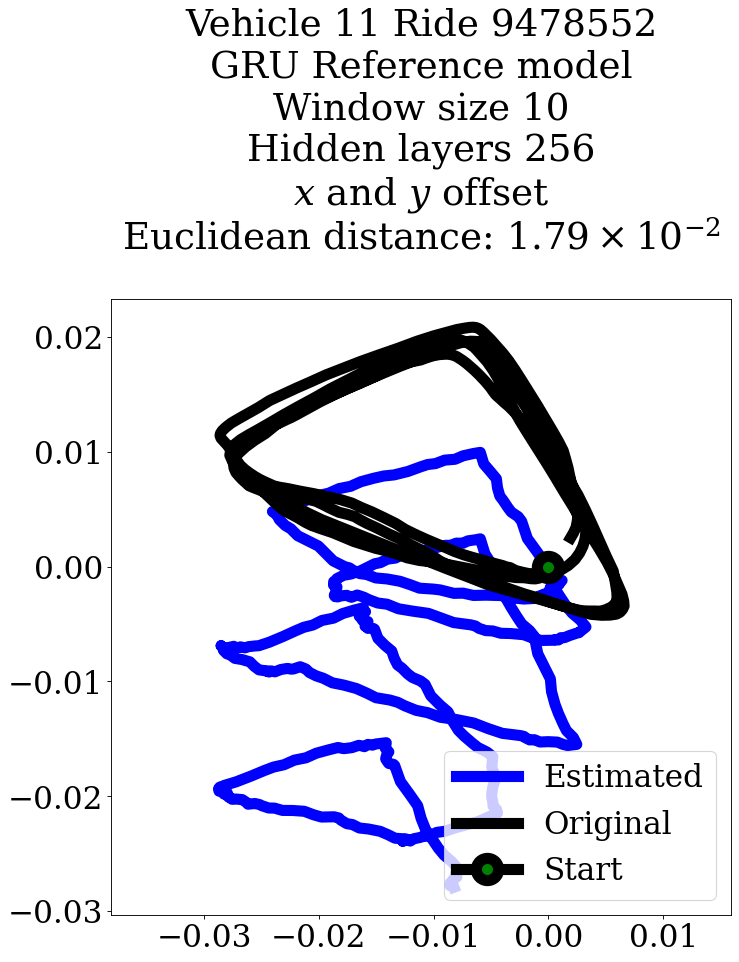 Vehicle 11 Ride 9478552
GRU Reference model
Window size 10
Hidden layers 256
x and y offset
Euclidean distance: 1.79 × 10⁻²
0.02
0.01
0.00
−0.01
−0.02
−0.03
Estimated
Original
Start
−0.03 −0.02 −0.01 0.00 0.01